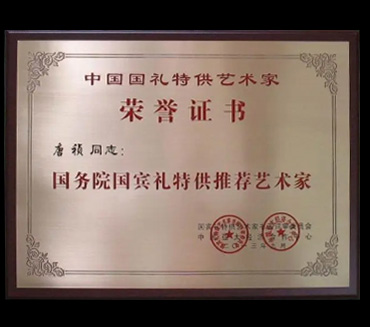 中国国礼特供艺术家
荣誉证书
唐祯 同志：
国务院国宾礼特供推荐艺术家